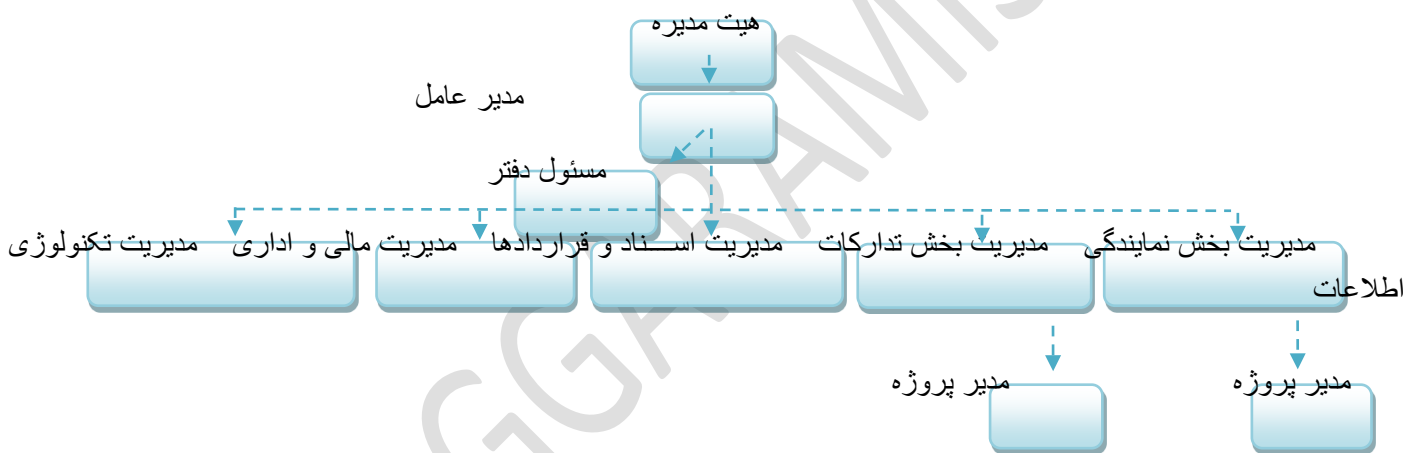 هیت مدیره
مدیر عامل
مسئول دفتر
مدیریت بخش نمایندگی مدیریت بخش تدارکات مدیریت اســـناد و قراردادها مدیریت مالی و اداری مدیریت تکنولوژی
اطلاعات
مدیر پروژه مدیر پروژه